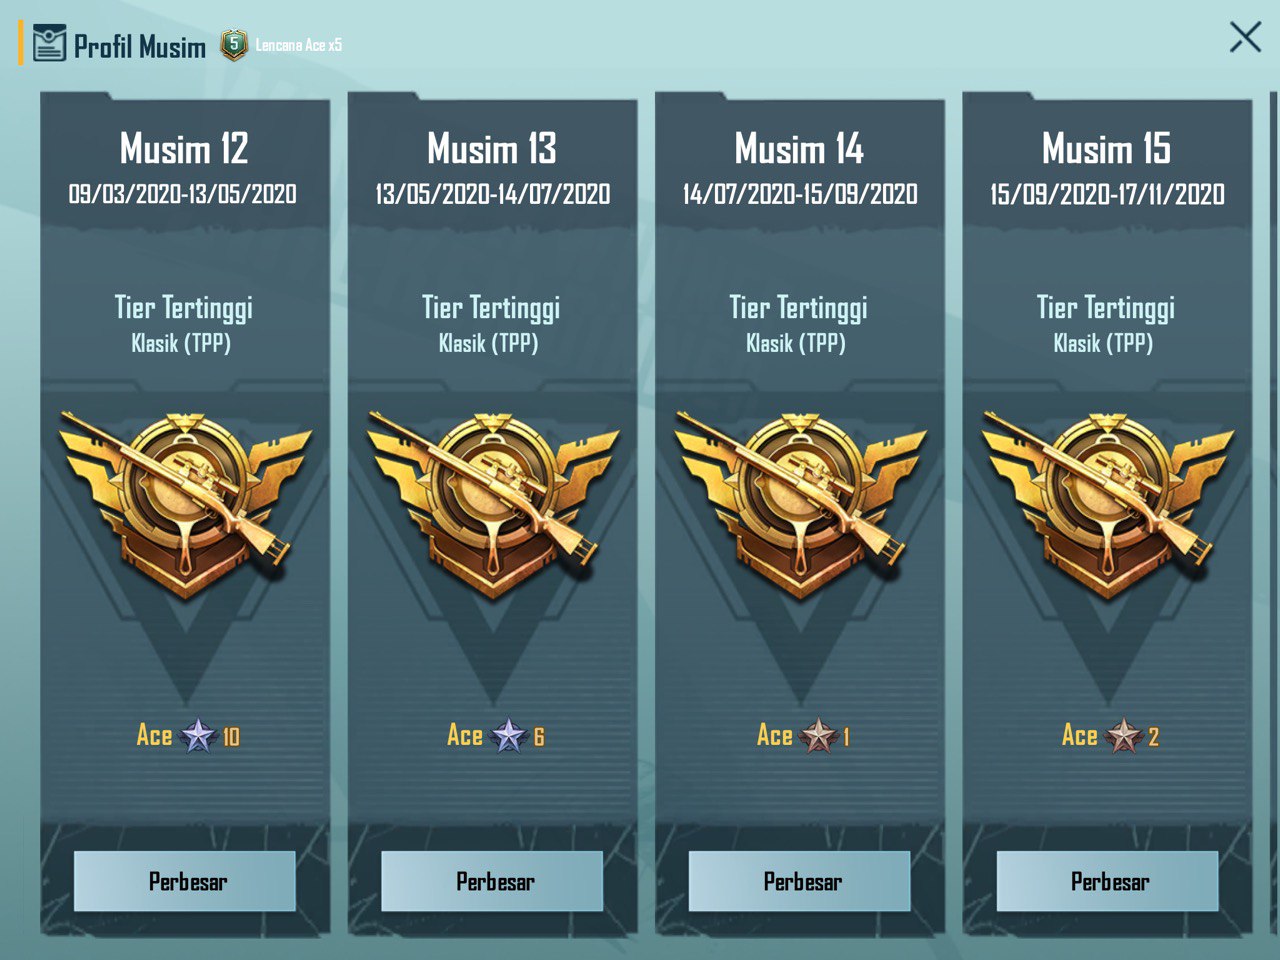 Profil Musim
5
Lencana Ace x5
Musim 12
09/03/2020-13/05/2020
Tier Tertinggi
Klasik (TPP)
Ace 10
Perbesar
Musim 13
13/05/2020-14/07/2020
Tier Tertinggi
Klasik (TPP)
Ace 6
Perbesar
Musim 14
14/07/2020-15/09/2020
Tier Tertinggi
Klasik (TPP)
Ace 1
Perbesar
Musim 15
15/09/2020-17/11/2020
Tier Tertinggi
Klasik (TPP)
Ace 2
Perbesar